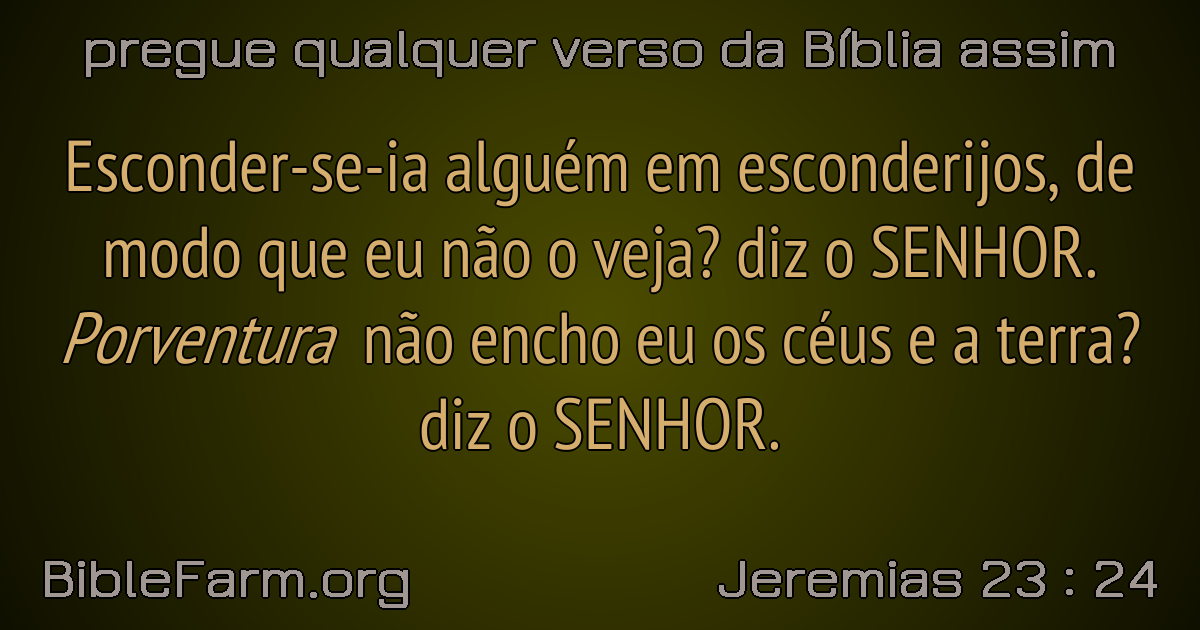 pregue qualquer verso da Bíblia assim
Esconder-se-ia alguém em esconderijos, de
modo que eu não o veja? diz o SENHOR.
Porventura não encho eu os céus e a terra?
diz o SENHOR.
BibleFarm.org
Jeremias 23 : 24